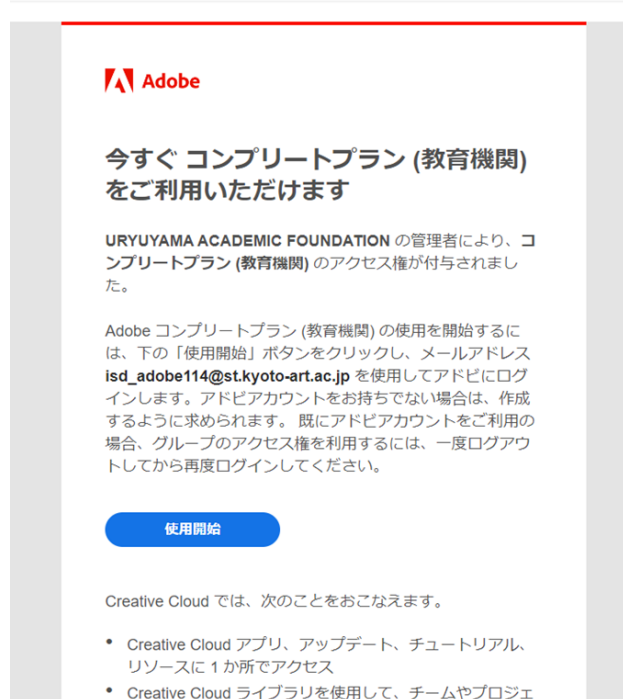 Adobe
今すぐ コンプリートプラン (教育機関)
をご利用いただけます
URYUYAMA ACADEMIC FOUNDATION の管理者により、コ
ンプリートプラン (教育機関) のアクセス権が付与されまし
た。
Adobe コンプリートプラン (教育機関) の使用を開始するに
は、下の「使用開始」ボタンをクリックし、メールアドレス
isd_adobe114@st.kyoto-art.ac.jp を使用してアドビにログ
インします。アドビアカウントをお持ちでない場合は、作成
するように求められます。 既にアドビアカウントをご利用の
場合、グループのアクセス権を利用するには、一度ログアウ
トしてから再度ログインしてください。
使用開始
Creative Cloud では、次のことをおこなえます。
• Creative Cloud アプリ、アップデート、チュートリアル、
リソースに 1 か所でアクセス
• Creative Cloud ライブラリを使用して、チームやプロジェ